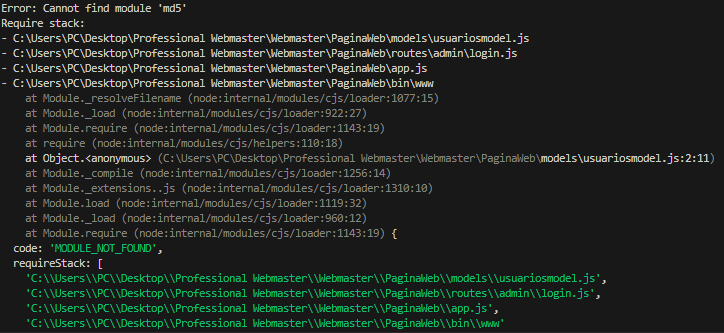 Error: Cannot find module 'md5'
Require stack:
- C:\Users\PC\Desktop\Professional Webmaster\Webmaster\PaginaWeb\models\usuariosmodel.js
- C:\Users\PC\Desktop\Professional Webmaster\Webmaster\PaginaWeb\routes\admin\login.js
- C:\Users\PC\Desktop\Professional Webmaster\Webmaster\PaginaWeb\app.js
- C:\Users\PC\Desktop\Professional Webmaster\Webmaster\PaginaWeb\bin\www
    at Module._resolveFilename (node:internal/modules/cjs/loader:1077:15)
    at Module._load (node:internal/modules/cjs/loader:922:27)
    at Module.require (node:internal/modules/cjs/loader:1143:19)
    at require (node:internal/modules/cjs/helpers:110:18)
    at Object.<anonymous> (C:\Users\PC\Desktop\Professional Webmaster\Webmaster\PaginaWeb\models\usuariosmodel.js:2:11)
    at Module._compile (node:internal/modules/cjs/loader:1256:14)
    at Module._extensions..js (node:internal/modules/cjs/loader:1310:10)
    at Module.load (node:internal/modules/cjs/loader:1119:32)
    at Module._load (node:internal/modules/cjs/loader:960:12)
    at Module.require (node:internal/modules/cjs/loader:1143:19) {
  code: 'MODULE_NOT_FOUND',
  requireStack: [
    'C:\\Users\\PC\\Desktop\\Professional Webmaster\\Webmaster\\PaginaWeb\\models\\usuariosmodel.js',
    'C:\\Users\\PC\\Desktop\\Professional Webmaster\\Webmaster\\PaginaWeb\\routes\\admin\\login.js',
    'C:\\Users\\PC\\Desktop\\Professional Webmaster\\Webmaster\\PaginaWeb\\app.js',
    'C:\\Users\\PC\\Desktop\\Professional Webmaster\\Webmaster\\PaginaWeb\\bin\\www'